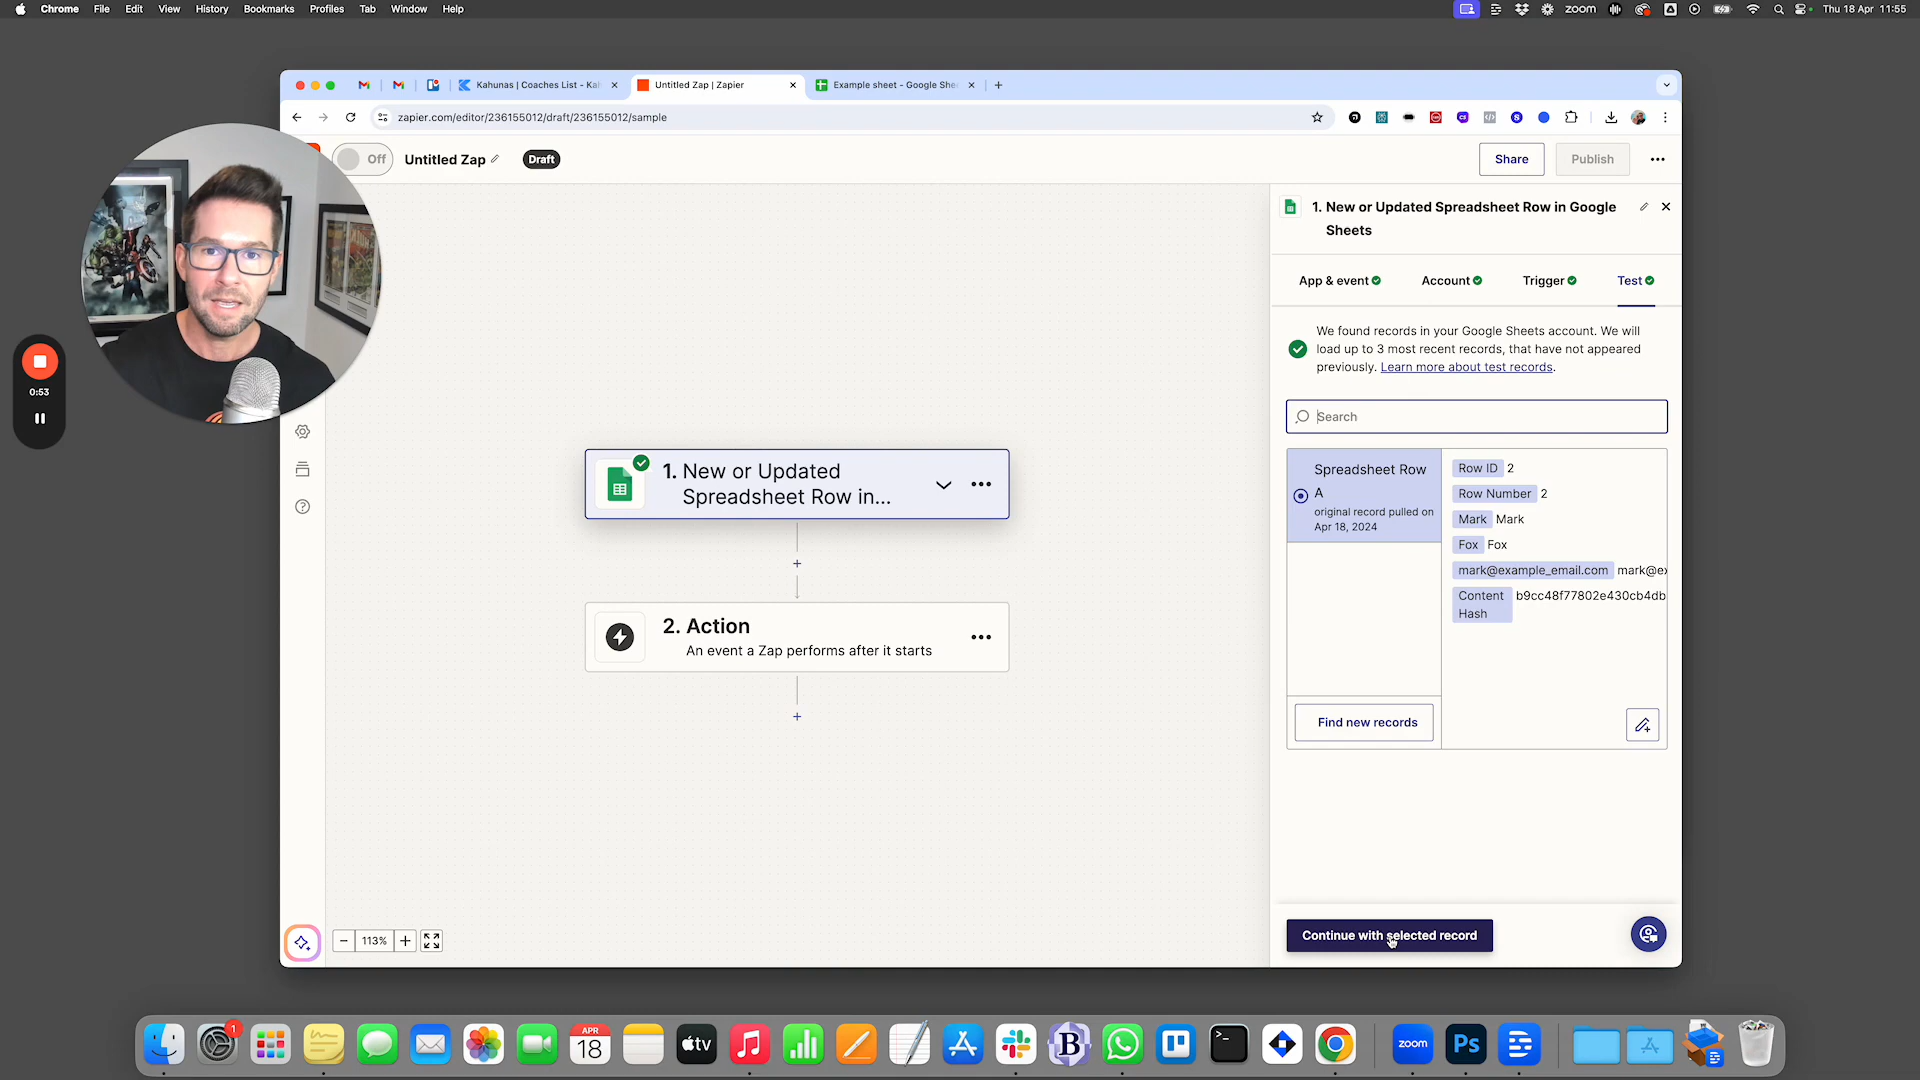 Chrome File Edit View History Bookmarks Profiles Tab Window Help
zoom
Thu 18 Apr 11:55
Kahunas | Coaches List - Kah
Untitled Zap | Zapier
Example sheet - Google She
zapier.com/editor/236155012/draft/236155012/sample
Off
Untitled Zap
Draft
Share
Publish
1. New or Updated Spreadsheet Row in Google
Sheets
App & event
Account
Trigger
Test
We found records in your Google Sheets account. We will
load up to 3 most recent records, that have not appeared
previously. Learn more about test records.
Search
Spreadsheet Row
A
original record pulled on
Apr 18, 2024
Row ID 2
Row Number 2
Mark Mark
Fox Fox
mark@example_email.com mark@ex
Content b9cc48f77802e430cb4db
Hash
Find new records
Continue with selected record
0:53
1. New or Updated
Spreadsheet Row in...
2. Action
An event a Zap performs after it starts
113%
1
APR
18
tv
B
zoom
Ps